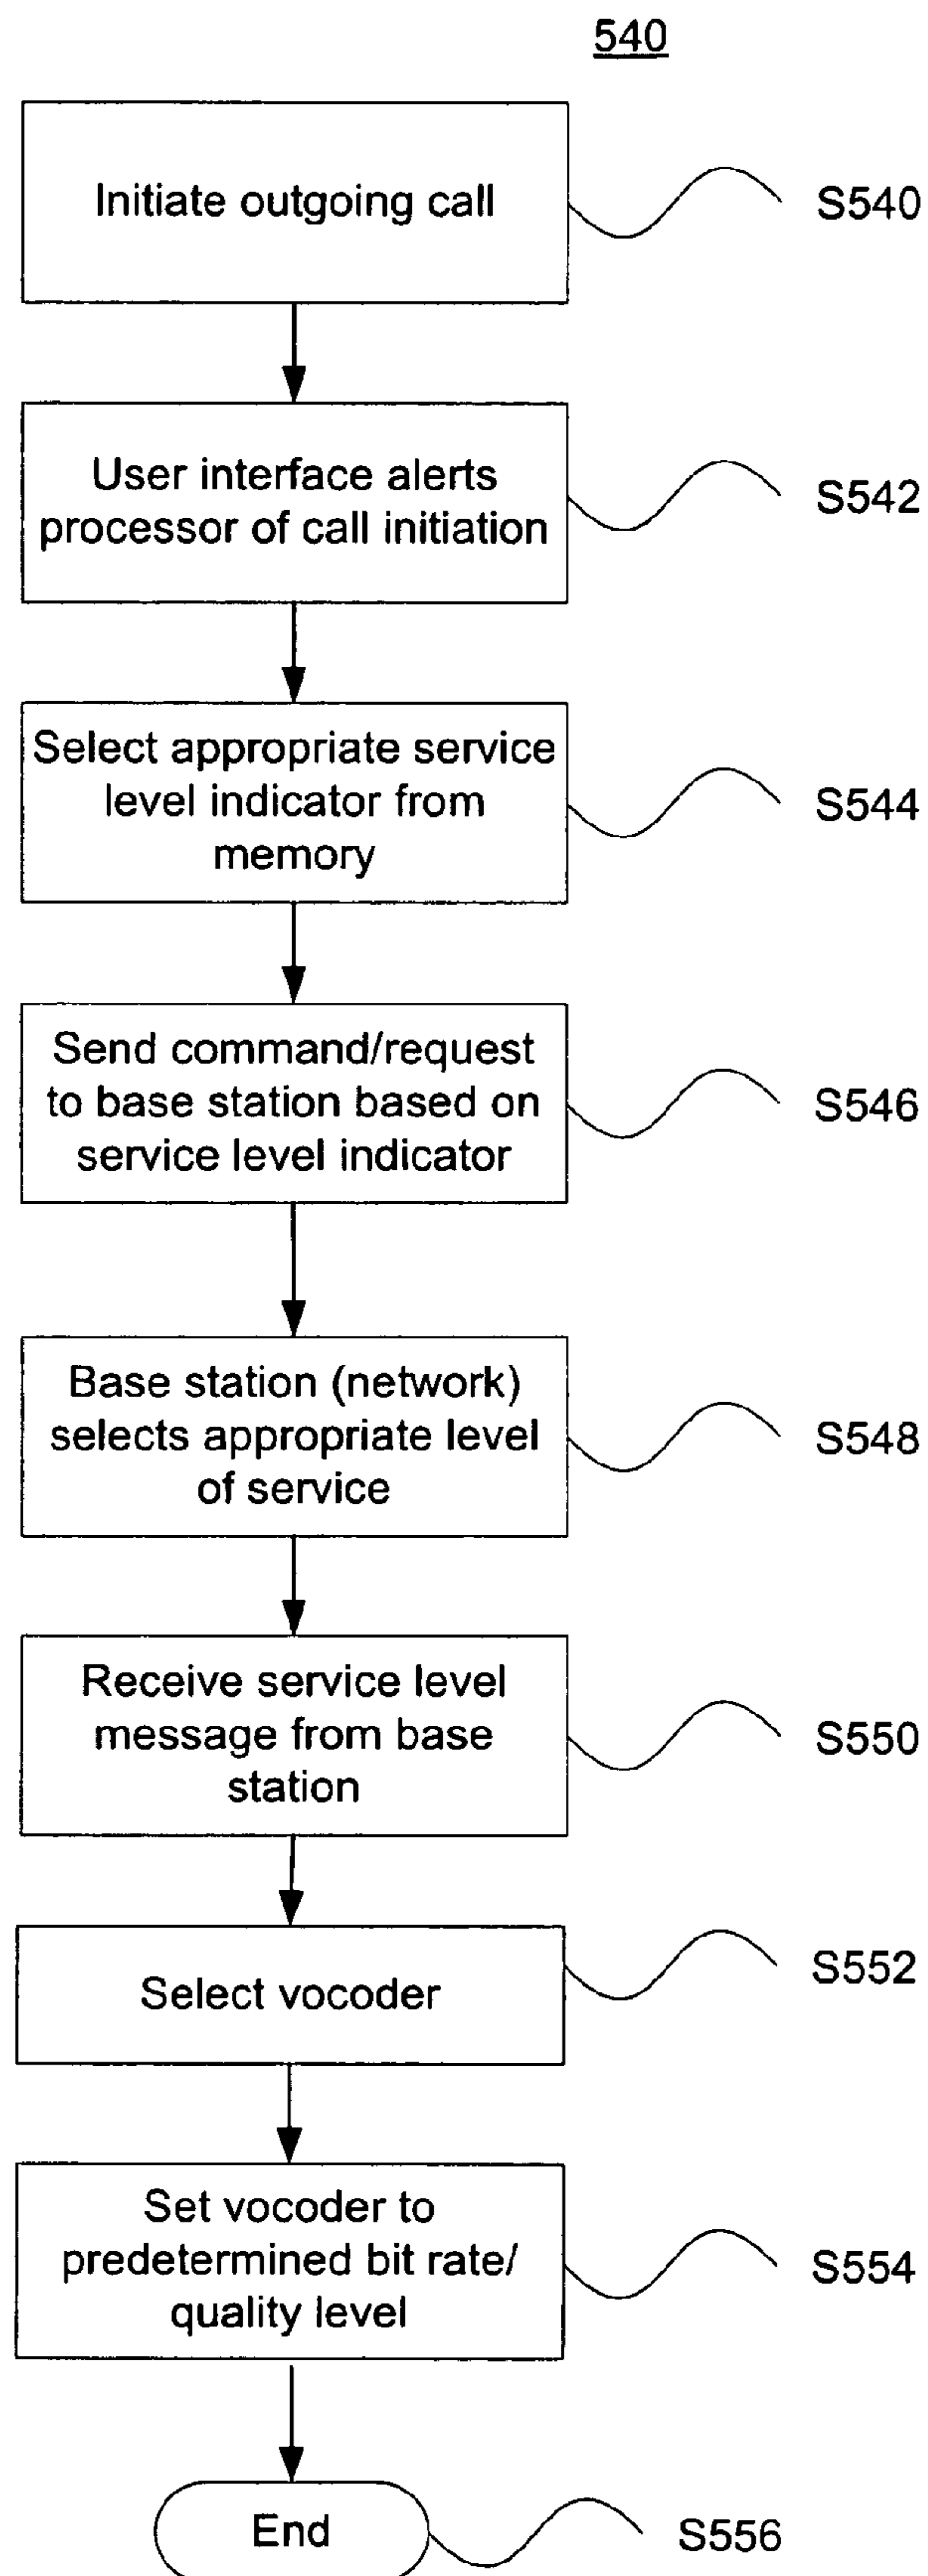 540
Initiate outgoing call
S540
User interface alerts
processor of call initiation
S542
Select appropriate service
level indicator from
memory
S544
Send command/request
to base station based on
service level indicator
S546
Base station (network)
selects appropriate level
of service
S548
Receive service level
message from base
station
S550
Select vocoder
S552
Set vocoder to
predetermined bit rate/
quality level
S554
End
S556